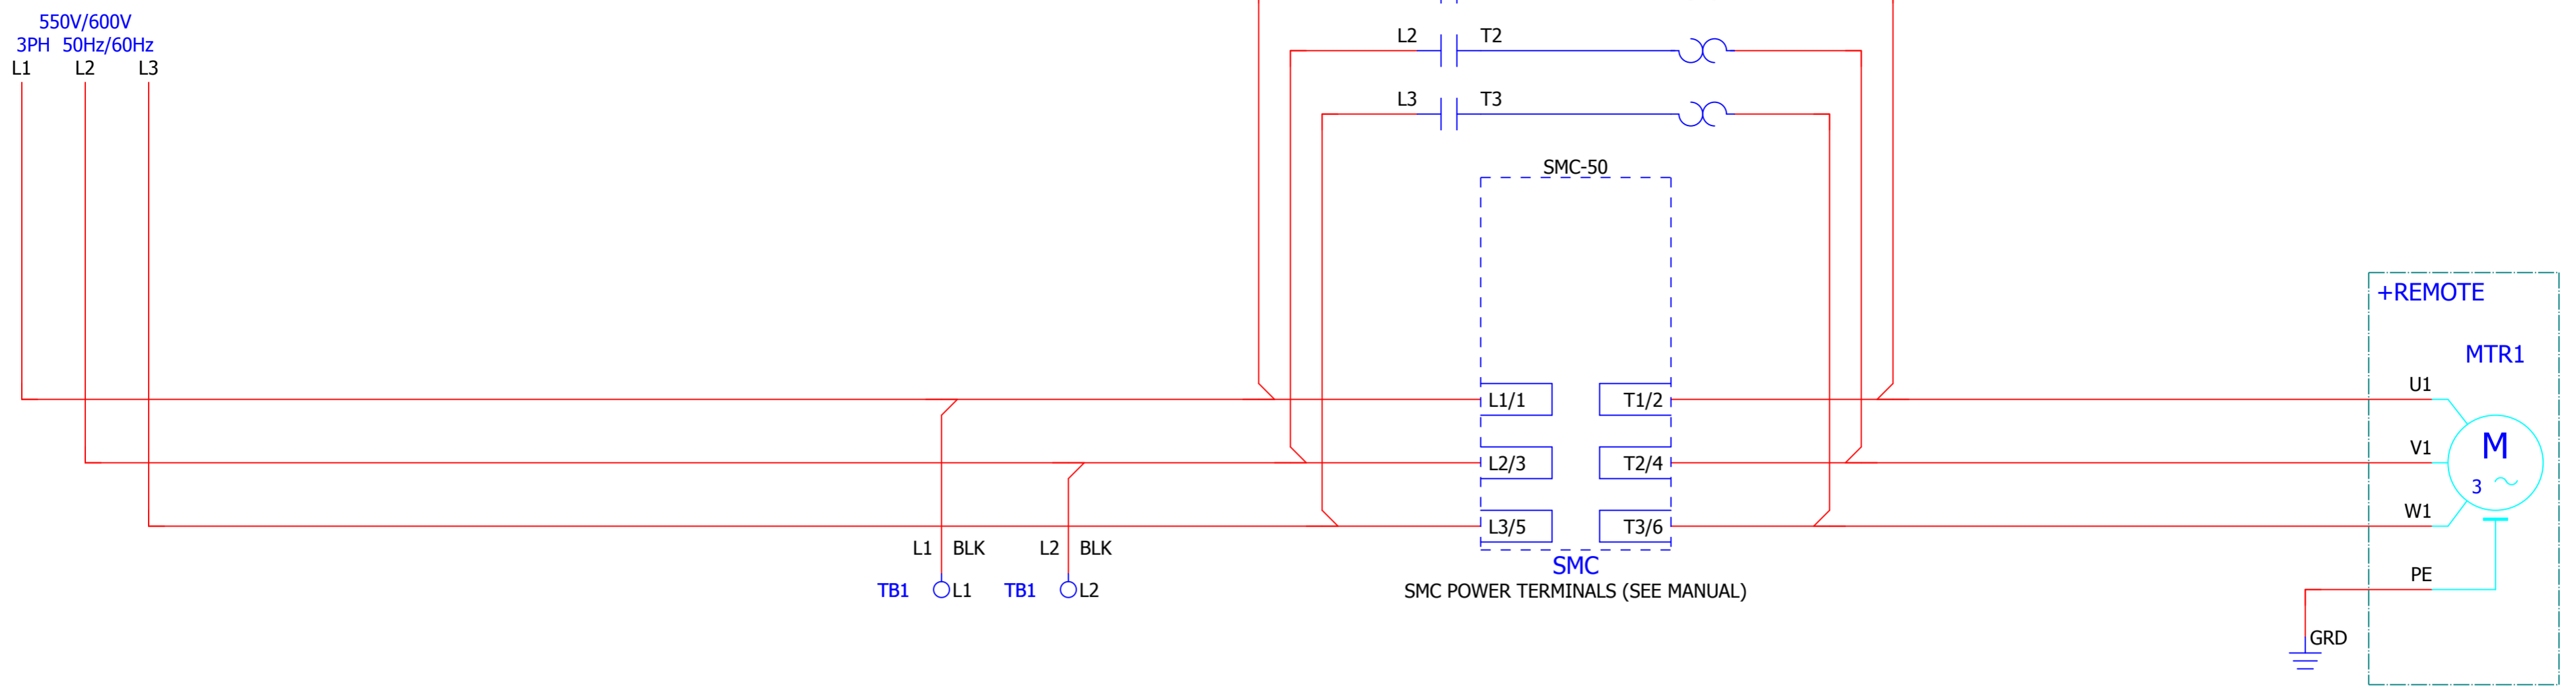 550V/600V
3PH 50Hz/60Hz
L1 L2 L3
L2 T2
L3 T3
SMC-50
+REMOTE
MTR1
L1/1 T1/2 U1
L2/3 T2/4 V1 M
3
L3/5 T3/6 W1
L1 BLK L2 BLK
SMC
PE
TB1 L1 TB1 L2
SMC POWER TERMINALS (SEE MANUAL)
GRD